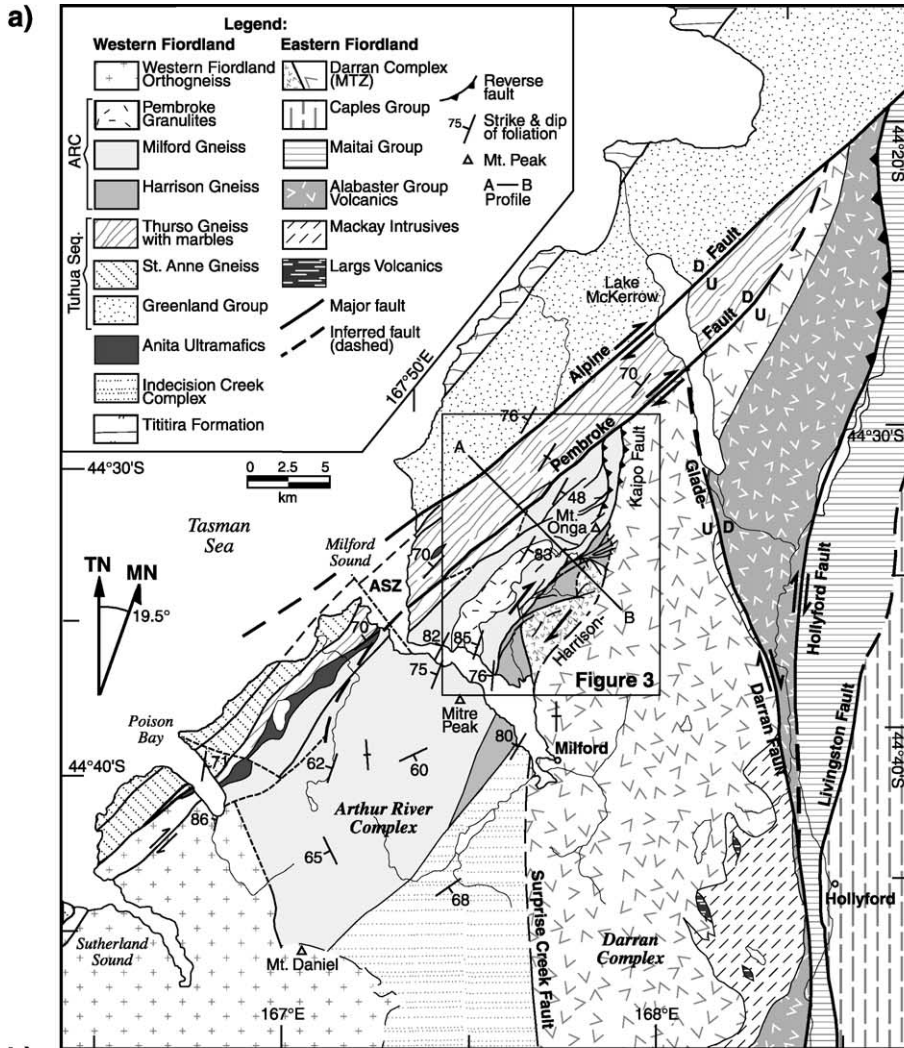 a)
Legend:
Western Fiordland
Eastern Fiordland
ARC
Tuhua Seq.
Western Fiordland
Orthogneiss
Pembroke
Granulites
Milford Gneiss
Harrison Gneiss
Thurso Gneiss
with marbles
St. Anne Gneiss
Greenland Group
Anita Ultramafics
Indecision Creek
Complex
Tititira Formation
Darran Complex
(MTZ)
Caples Group
Maitai Group
Alabaster Group
Volcanics
Mackay Intrusives
Largs Volcanics
Major fault
Inferred fault
(dashed)
Reverse
fault
75
Strike & dip
of foliation
Mt. Peak
A — B
Profile
167°50'E
44°20'S
44°30'S
44°30'S
0 2.5 5
km
Tasman
Sea
TN
MN
19.5°
Lake
McKerrow
Alpine
Fault
D
U
D
U
Pembroke
Fault
70
76
A
48
Mt.
Onga
Kaipo Fault
83
70
B
Harrison-
Figure 3
Glade-
U
D
Darran Fault
Hollyford Fault
Livingston Fault
Milford
Sound
ASZ
70
82
85
75
76
Mitre
Peak
80
Milford
Poison
Bay
44°40'S
44°40'S
71
62
60
86
Arthur River
Complex
65
68
Surprise Creek Fault
Hollyford
Sutherland
Sound
Mt. Daniel
Darran
Complex
167°E
168°E